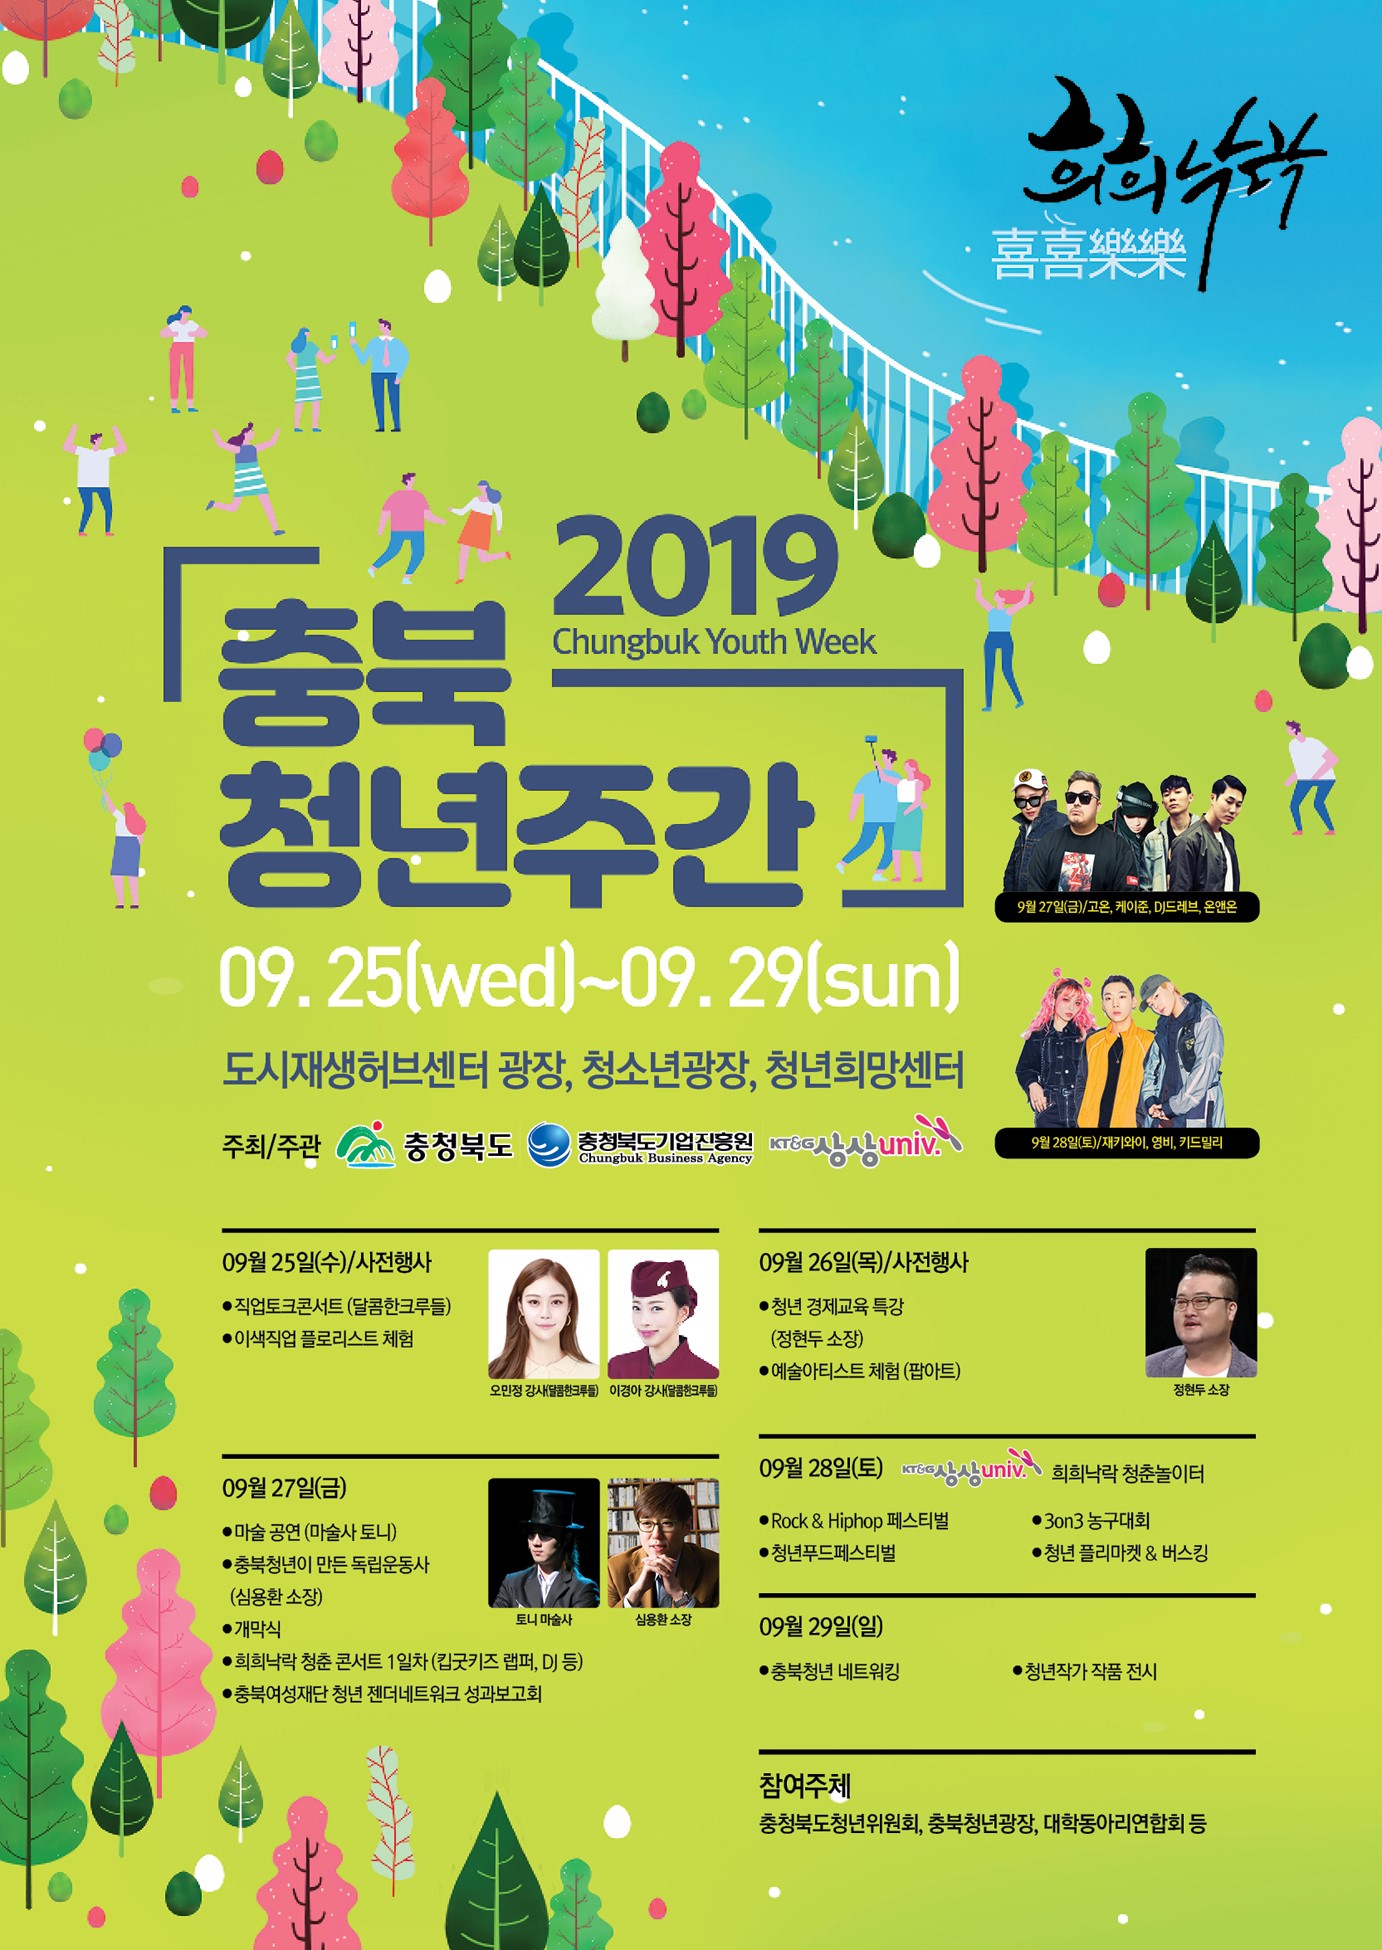 희희낙락
喜喜樂樂
2019
Chungbuk Youth Week
충북
청년주간
09. 25(wed)~09. 29(sun)
도시재생허브센터 광장, 청소년광장, 청년희망센터
주최/주관 충청북도 충청북도기업진흥원 KT&G 상상univ.
Chungbuk Business Agency
9월 27일(금)/고온, 케이준, DJ드레브, 온앤온
9월 28일(토)/재키와이, 영비, 키드밀리
09월 25일(수)/사전행사
●직업토크콘서트 (달콤한크루들)
●이색직업 플로리스트 체험
오민정 강사(달콤한크루들) 이경아 강사(달콤한크루들)
09월 26일(목)/사전행사
●청년 경제교육 특강
(정현두 소장)
●예술아티스트 체험 (팝아트)
정현두 소장
09월 27일(금)
●마술 공연 (마술사 토니)
●충북청년이 만든 독립운동사
(심용환 소장)
●개막식
●희희낙락 청춘 콘서트 1일차 (킵굿키즈 랩퍼, DJ 등)
●충북여성재단 청년 젠더네트워크 성과보고회
토니 마술사 심용환 소장
09월 28일(토) KT&G 상상univ. 희희낙락 청춘놀이터
●Rock & Hiphop 페스티벌 ●3on3 농구대회
●청년푸드페스티벌 ●청년 플리마켓 & 버스킹
09월 29일(일)
●충북청년 네트워킹 ●청년작가 작품 전시
참여주체
충청북도청년위원회, 충북청년광장, 대학동아리연합회 등